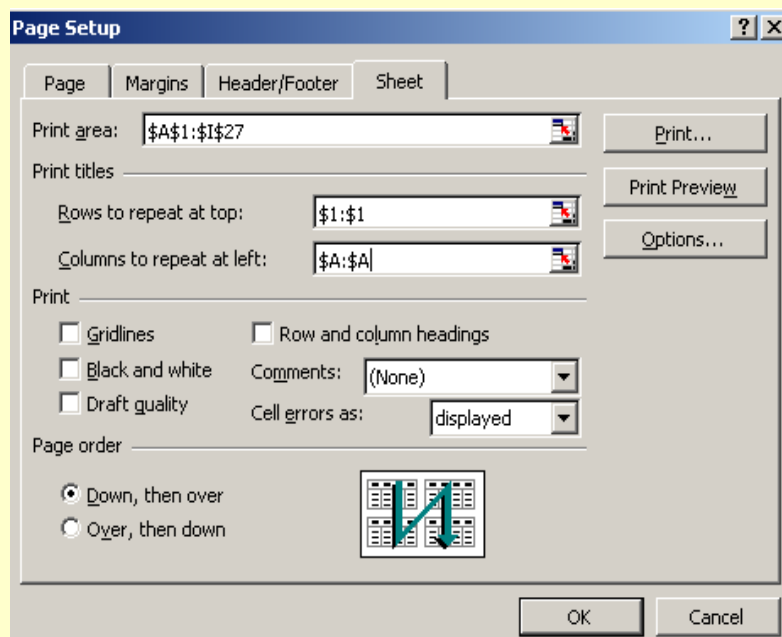 Page Setup
Page Margins Header/Footer Sheet
Print area: $A$1:$I$27 Print...
Print titles Print Preview
Rows to repeat at top: $1:$1
Options...
Columns to repeat at left: $A:$A
Print
Gridlines Row and column headings
Black and white Comments: (None)
Draft quality Cell errors as: displayed
Page order
Down, then over
Over, then down
OK Cancel